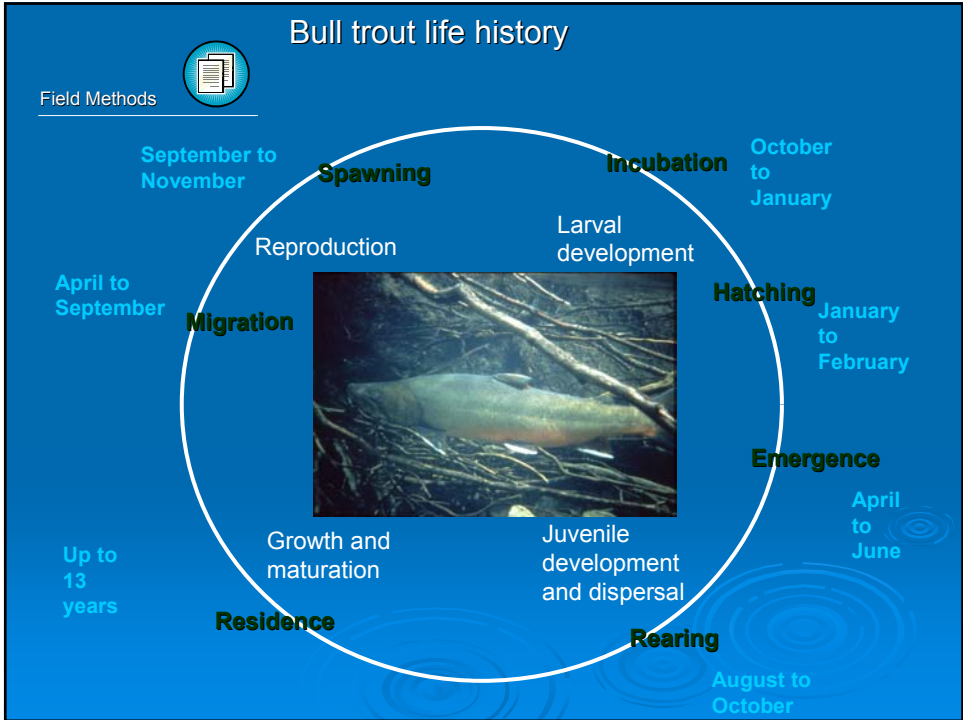 Bull trout life history
Field Methods
September to
November
Spawning
Incubation
October
to
January
Reproduction
Larval
development
April to
September
Migration
Hatching
January
to
February
Emergence
April
to
June
Growth and
maturation
Juvenile
development
and dispersal
Up to
13
years
Residence
Rearing
August to
October